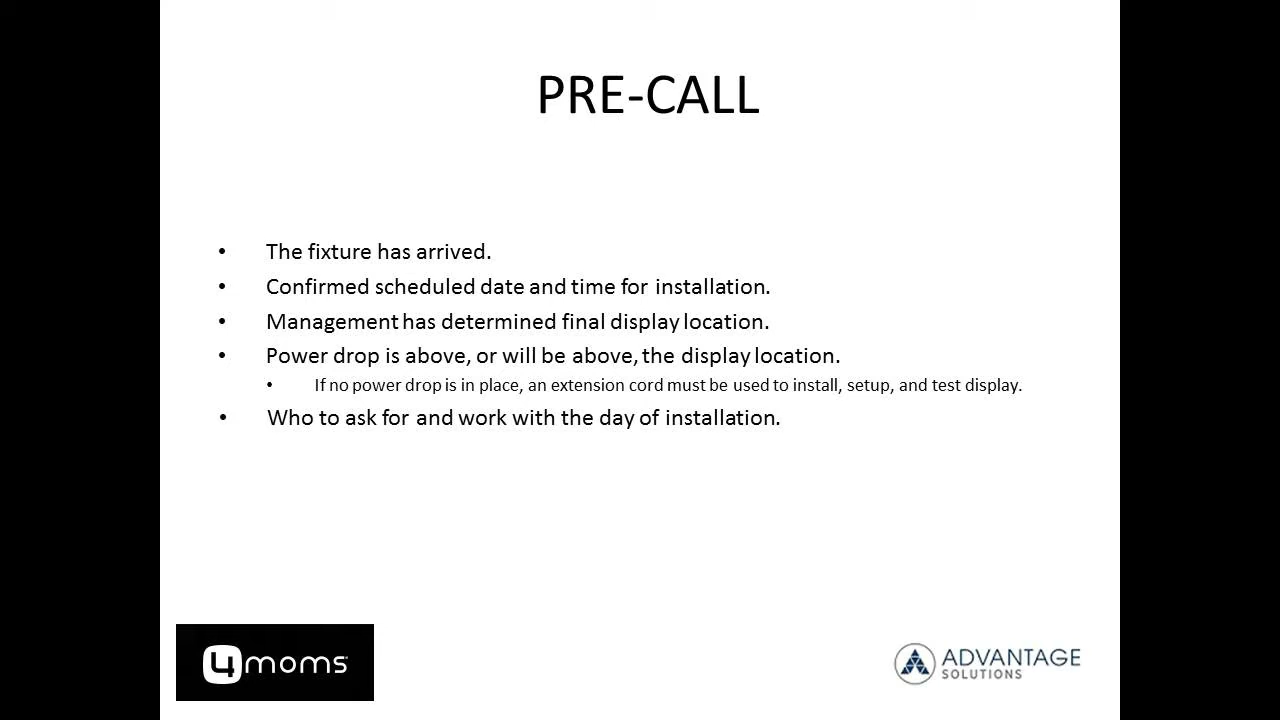 PRE-CALL
• The fixture has arrived.
• Confirmed scheduled date and time for installation.
• Management has determined final display location.
• Power drop is above, or will be above, the display location.
• If no power drop is in place, an extension cord must be used to install, setup, and test display.
• Who to ask for and work with the day of installation.
4moms
ADVANTAGE
SOLUTIONS